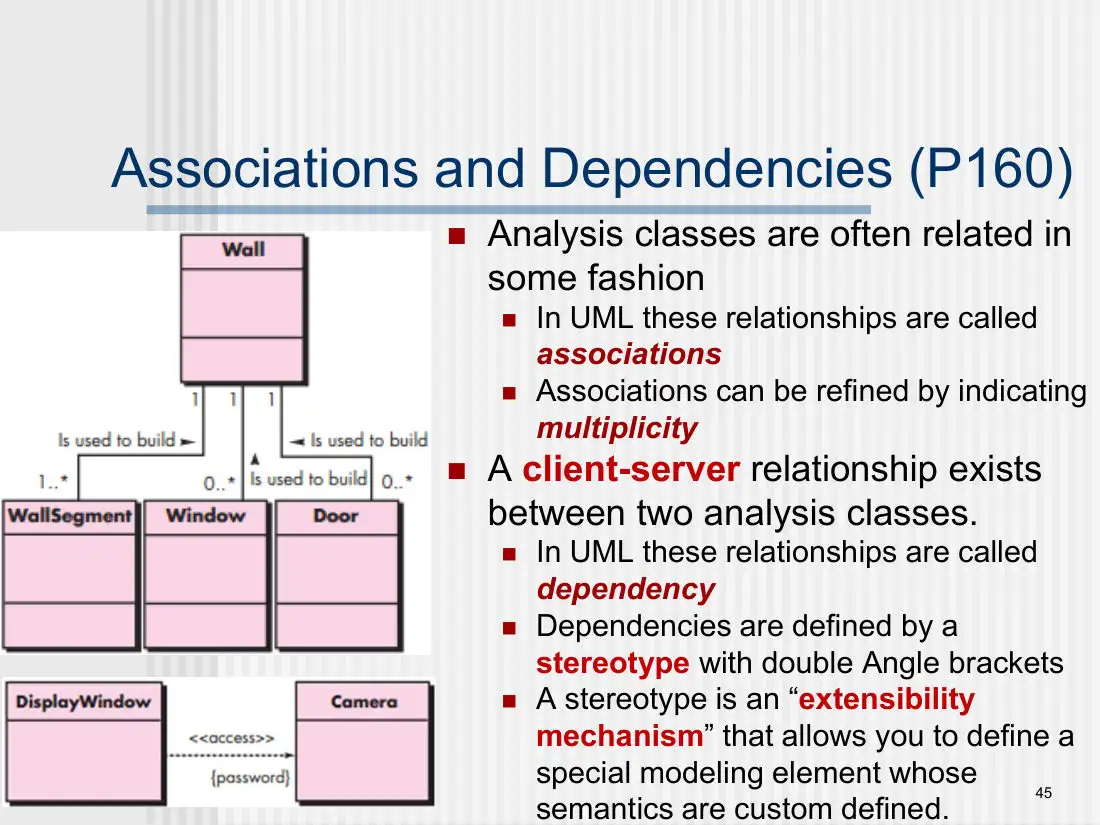 Associations and Dependencies (P160)
Wall
1 1 1
Is used to build
Is used to build
Is used to build
1..*
0..*
0..*
WallSegment
Window
Door
DisplayWindow
<<access>>
{password}
Camera
Analysis classes are often related in
some fashion
In UML these relationships are called
associations
Associations can be refined by indicating
multiplicity
A client-server relationship exists
between two analysis classes.
In UML these relationships are called
dependency
Dependencies are defined by a
stereotype with double Angle brackets
A stereotype is an “extensibility
mechanism” that allows you to define a
special modeling element whose
semantics are custom defined.
45